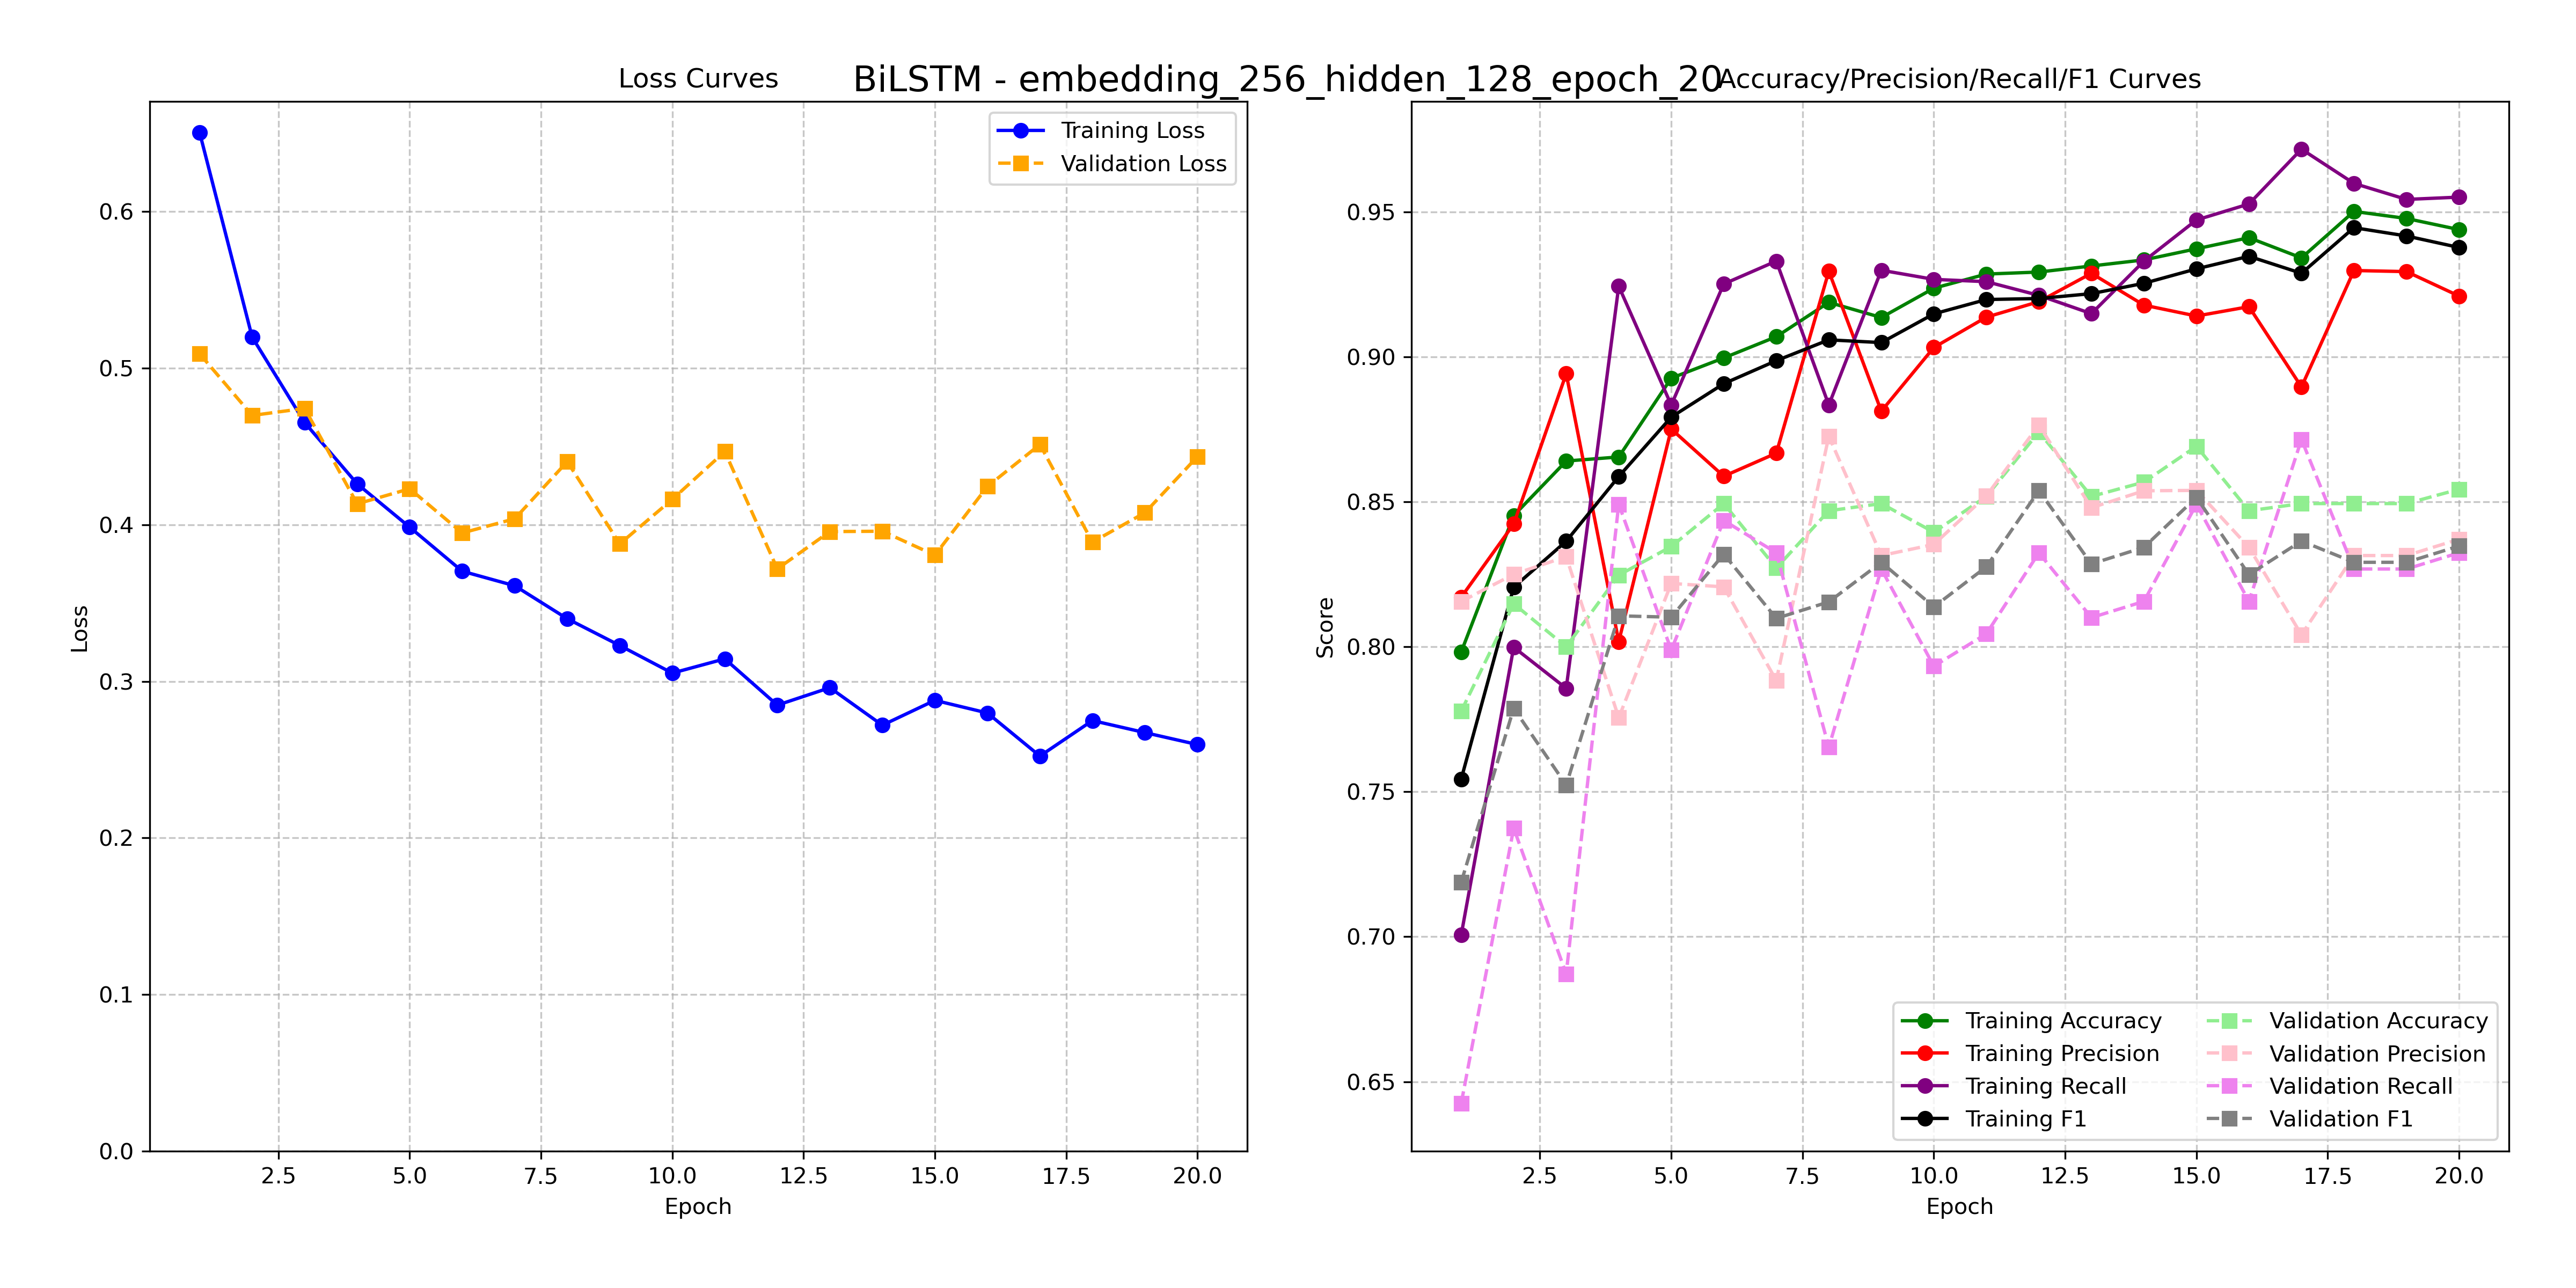 BiLSTM - embedding_256_hidden_128_epoch_20
Loss Curves
Training Loss
Validation Loss
Loss
0.6
0.5
0.4
0.3
0.2
0.1
0.0
2.5 5.0 7.5 10.0 12.5 15.0 17.5 20.0
Epoch
Accuracy/Precision/Recall/F1 Curves
Score
0.95
0.90
0.85
0.80
0.75
0.70
0.65
Training Accuracy
Training Precision
Training Recall
Training F1
Validation Accuracy
Validation Precision
Validation Recall
Validation F1
2.5 5.0 7.5 10.0 12.5 15.0 17.5 20.0
Epoch